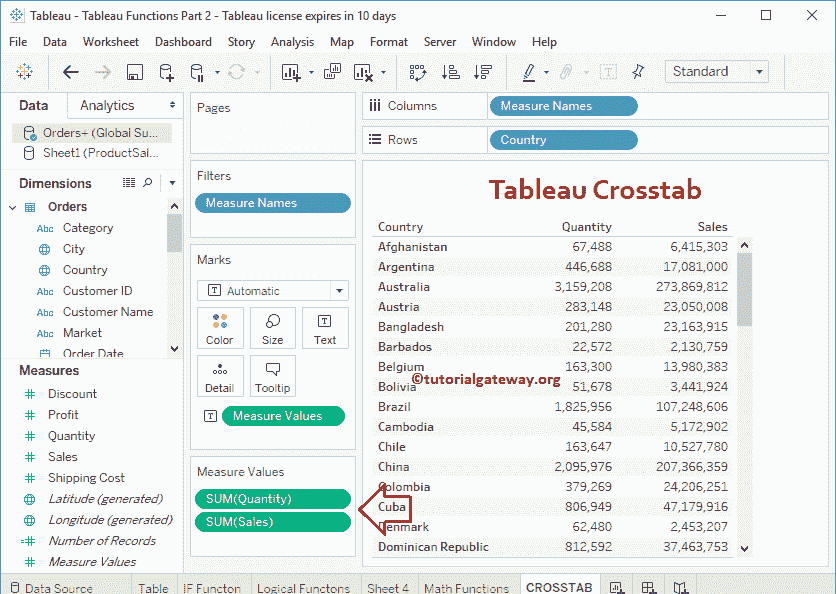 Tableau - Tableau Functions Part 2 - Tableau license expires in 10 days
File Data Worksheet Dashboard Story Analysis Map Format Server Window Help
Standard
Data Analytics
Orders+ (Global Su...
Sheet1 (ProductSai...
Dimensions
Orders
Abc Category
City
Country
Abc Customer ID
Abc Customer Name
Abc Market
Order Date
Measures
Discount
Profit
Quantity
Sales
Shipping Cost
Latitude (generated)
Longitude (generated)
Number of Records
Measure Values
Pages
Filters
Measure Names
Marks
T Automatic
Color Size Text
Detail Tooltip
T Measure Values
Measure Values
SUM(Quantity)
SUM(Sales)
Columns Measure Names
Rows Country
Tableau Crosstab
Country Quantity Sales
Afghanistan 67,488 6,415,303
Argentina 446,688 17,081,000
Australia 3,159,208 273,869,812
Austria 283,148 23,050,008
Bangladesh 201,280 23,163,915
Barbados 22,572 2,130,759
Belgium 163,300 13,980,383
©tutorialgateway.org
Bolivia 51,678 3,441,924
Brazil 1,825,956 107,248,606
Cambodia 45,584 5,172,902
Chile 163,647 10,527,780
China 2,095,976 207,366,359
Colombia 379,269 24,206,251
Cuba 806,949 47,179,916
Denmark 62,480 2,453,207
Dominican Republic 812,592 37,463,753
Data Source Table IF Functon Logical Functons Sheet 4 Math Functions CROSSTAB